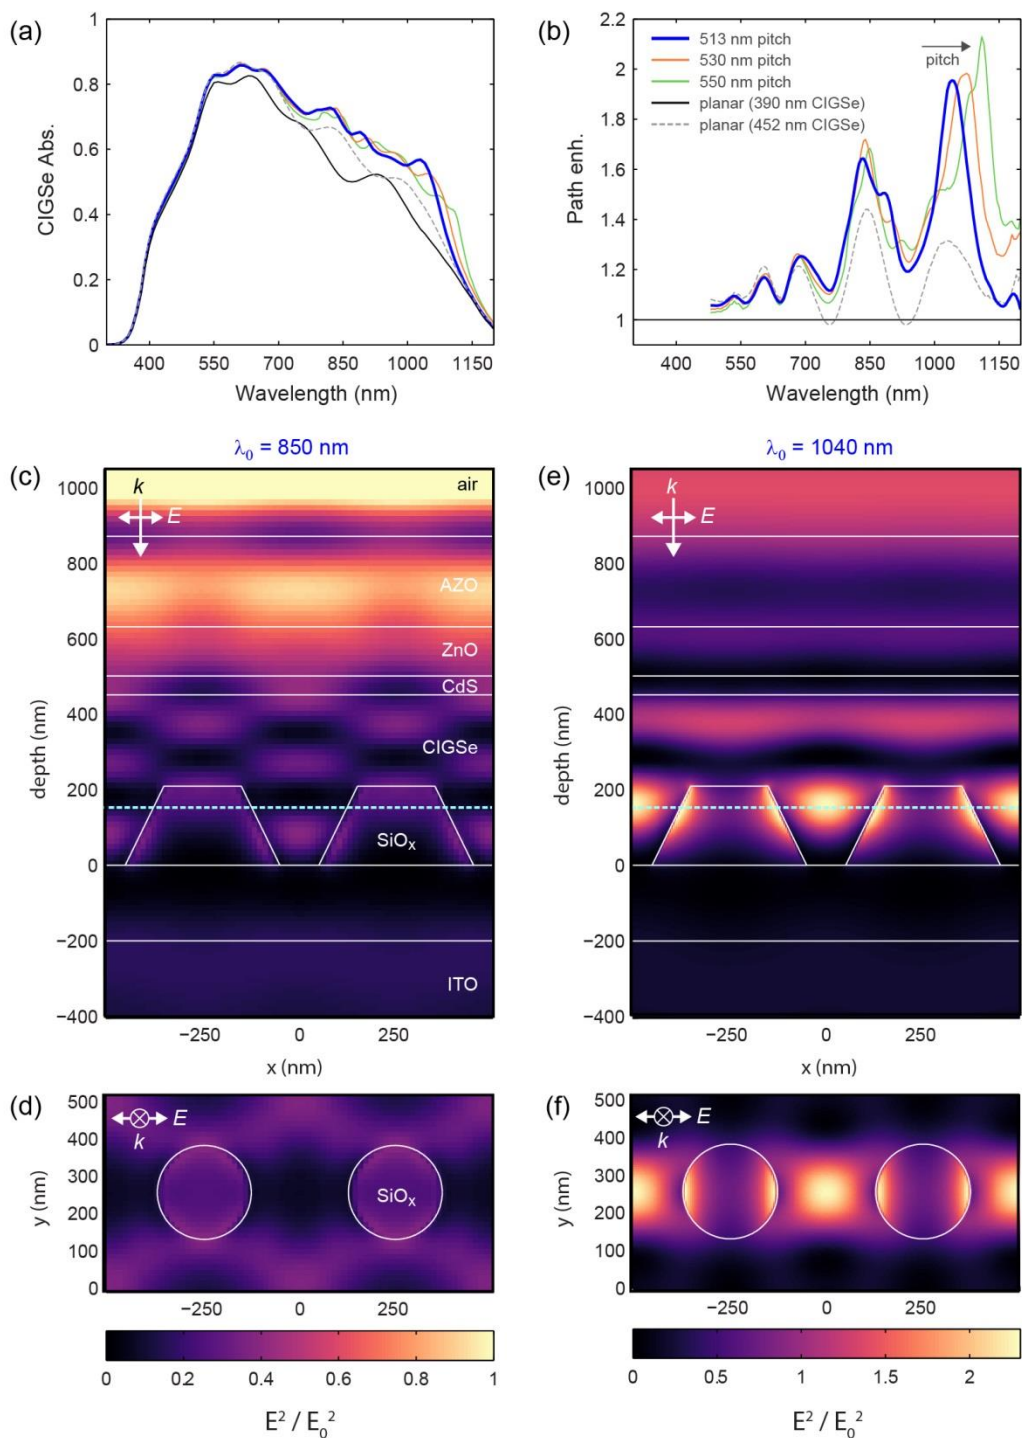 (a)
1
0.8
0.6
0.4
0.2
0
CIGSe Abs.
400 550 700 850 1000 1150
Wavelength (nm)
(b)
2.2
2
1.8
1.6
1.4
1.2
1
Path enh.
513 nm pitch
530 nm pitch
550 nm pitch
planar (390 nm CIGSe)
planar (452 nm CIGSe)
pitch
400 550 700 850 1000 1150
Wavelength (nm)
λ₀ = 850 nm
(c)
1000
800
600
400
200
0
−200
−400
depth (nm)
k
E
air
AZO
ZnO
CdS
CIGSe
SiOₓ
ITO
−250 0 250
x (nm)
λ₀ = 1040 nm
(e)
1000
800
600
400
200
0
−200
−400
depth (nm)
k
E
−250 0 250
x (nm)
(d)
500
400
300
200
100
0
y (nm)
E
k
SiOₓ
−250 0 250
0 0.2 0.4 0.6 0.8 1
E² / E₀²
(f)
500
400
300
200
100
0
y (nm)
E
k
−250 0 250
0 0.5 1 1.5 2
E² / E₀²